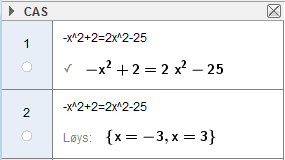 CAS
1
-x^2+2=2x^2-25
✓ −x² + 2 = 2 x² − 25
2
-x^2+2=2x^2-25
Løys: {x = −3, x = 3}